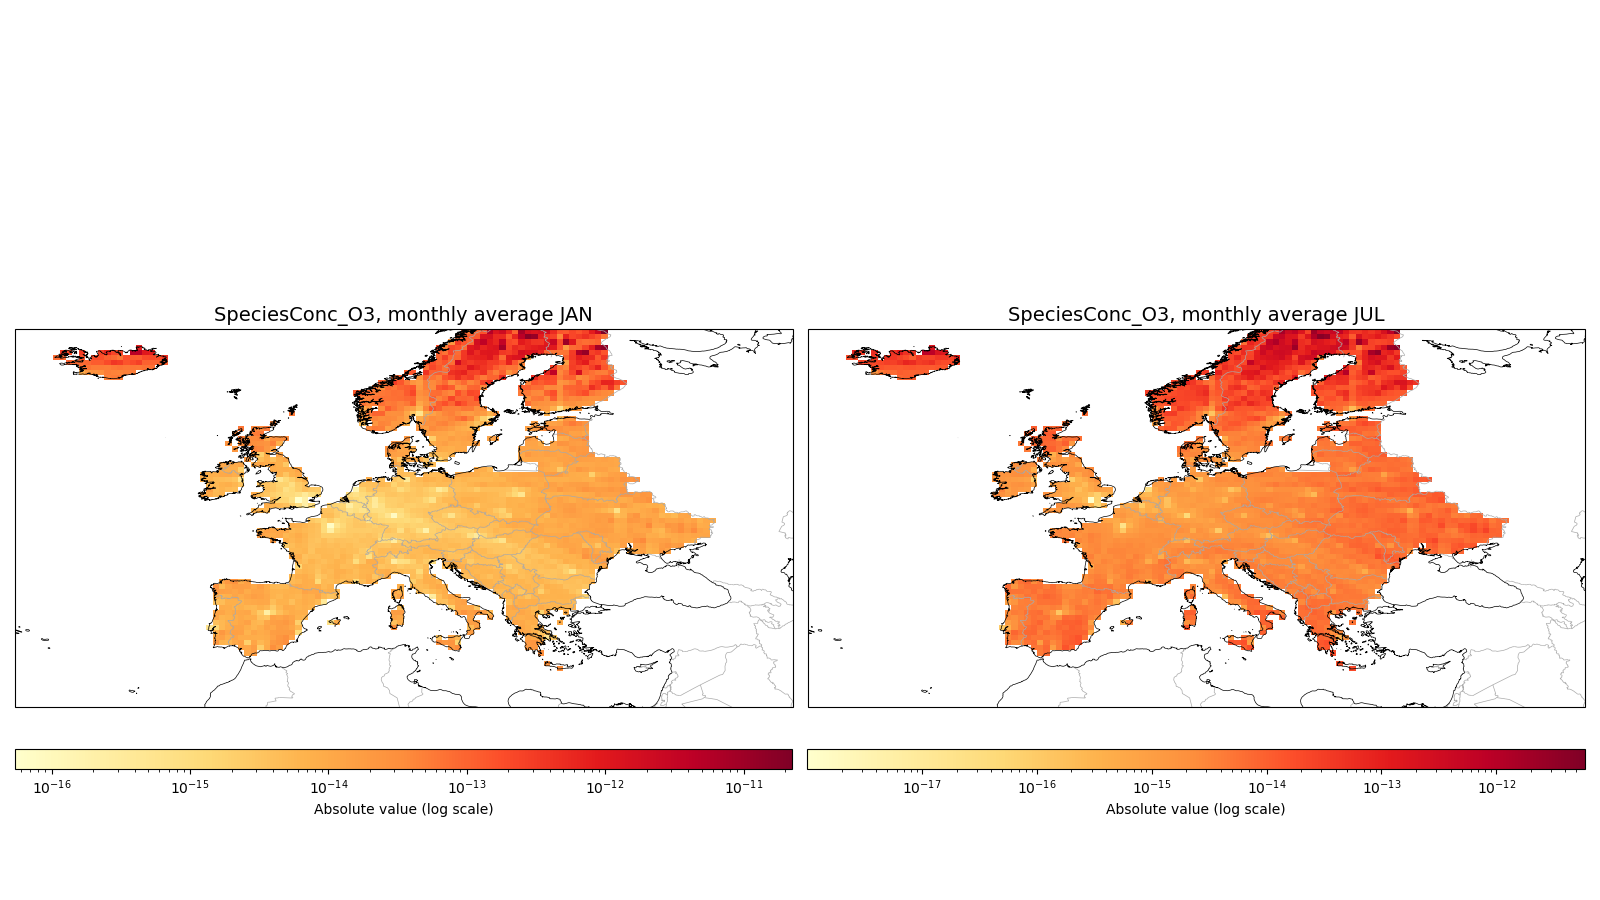 SpeciesConc_O3, monthly average JAN
SpeciesConc_O3, monthly average JUL
10⁻¹⁶ 10⁻¹⁵ 10⁻¹⁴ 10⁻¹³ 10⁻¹² 10⁻¹¹
Absolute value (log scale)
10⁻¹⁷ 10⁻¹⁶ 10⁻¹⁵ 10⁻¹⁴ 10⁻¹³ 10⁻¹²
Absolute value (log scale)